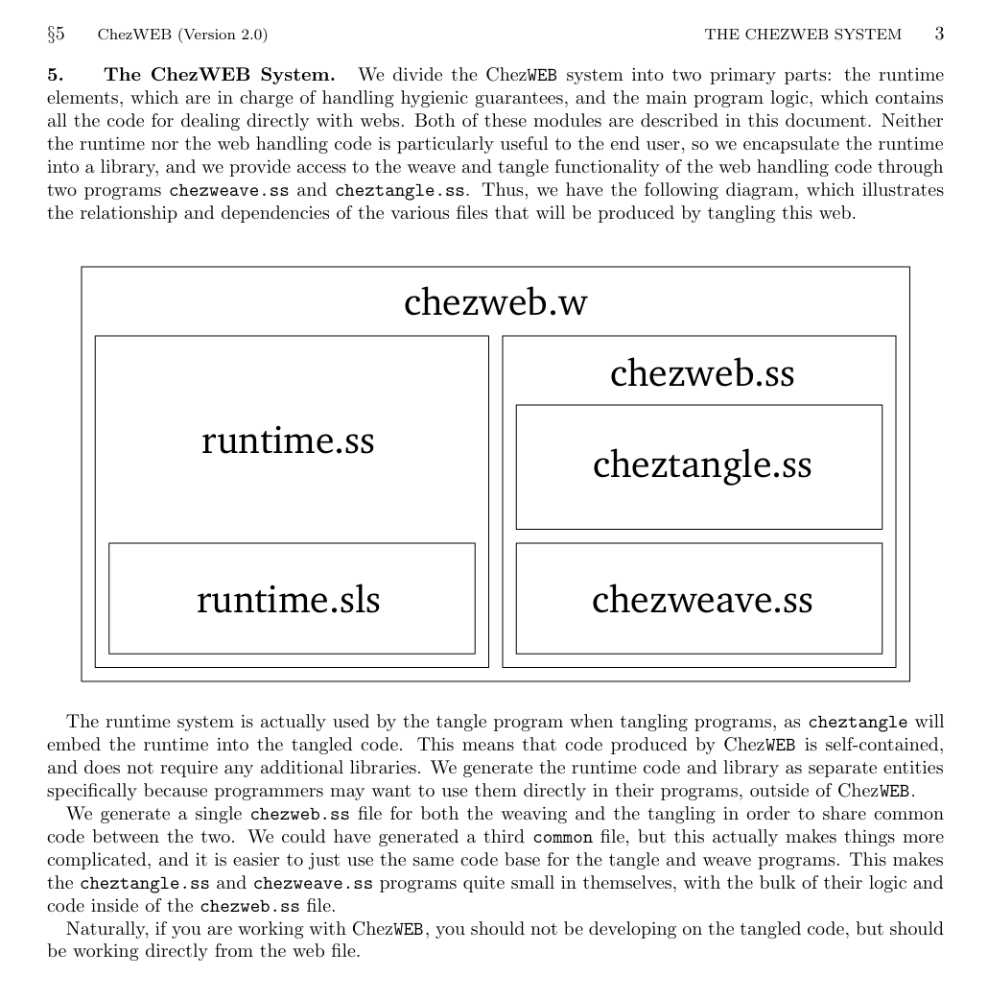 §5 ChezWEB (Version 2.0) THE CHEZWEB SYSTEM 3
5. The ChezWEB System. We divide the ChezWEB system into two primary parts: the runtime
elements, which are in charge of handling hygienic guarantees, and the main program logic, which contains
all the code for dealing directly with webs. Both of these modules are described in this document. Neither
the runtime nor the web handling code is particularly useful to the end user, so we encapsulate the runtime
into a library, and we provide access to the weave and tangle functionality of the web handling code through
two programs chezweave.ss and cheztangle.ss. Thus, we have the following diagram, which illustrates
the relationship and dependencies of the various files that will be produced by tangling this web.
chezweb.w
runtime.ss
runtime.sls
chezweb.ss
cheztangle.ss
chezweave.ss
The runtime system is actually used by the tangle program when tangling programs, as cheztangle will
embed the runtime into the tangled code. This means that code produced by ChezWEB is self-contained,
and does not require any additional libraries. We generate the runtime code and library as separate entities
specifically because programmers may want to use them directly in their programs, outside of ChezWEB.
We generate a single chezweb.ss file for both the weaving and the tangling in order to share common
code between the two. We could have generated a third common file, but this actually makes things more
complicated, and it is easier to just use the same code base for the tangle and weave programs. This makes
the cheztangle.ss and chezweave.ss programs quite small in themselves, with the bulk of their logic and
code inside of the chezweb.ss file.
Naturally, if you are working with ChezWEB, you should not be developing on the tangled code, but should
be working directly from the web file.